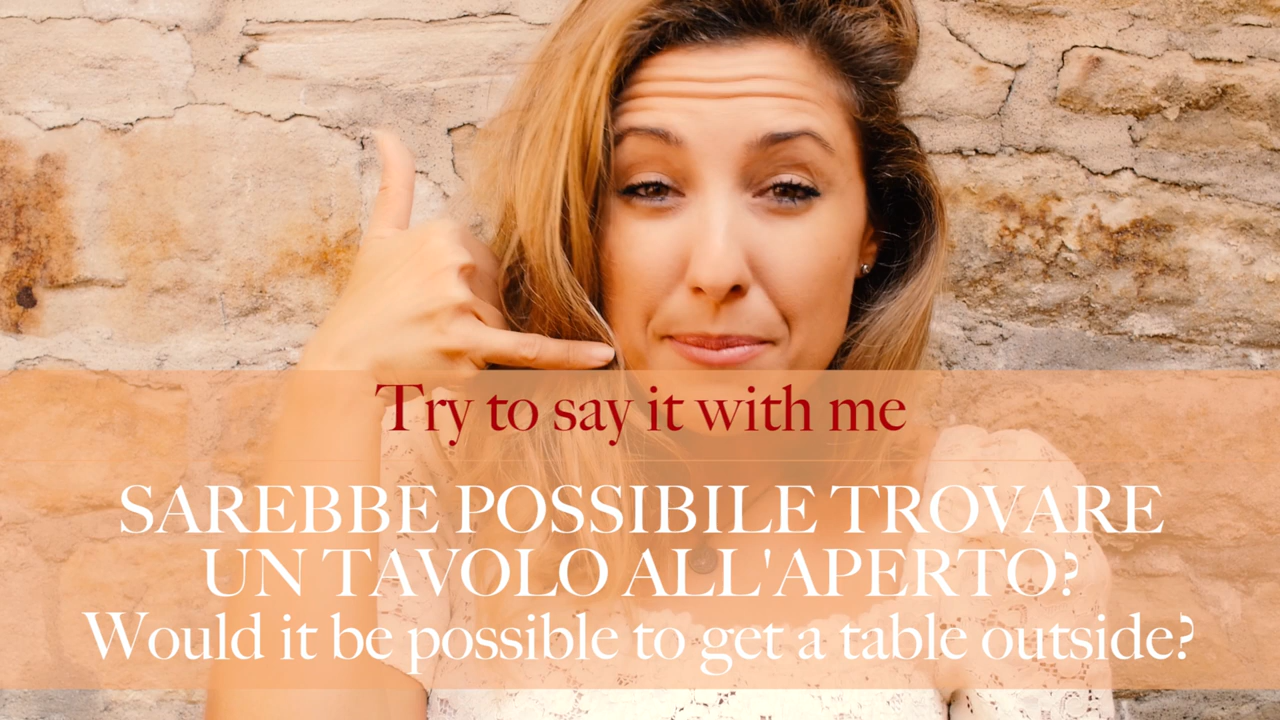 Try to say it with me
SAREBBE POSSIBILE TROVARE
UN TAVOLO ALL'APERTO?
Would it be possible to get a table outside?